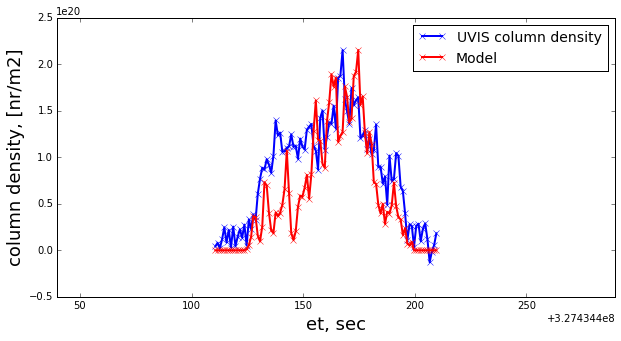 1e20
2.5
2.0
1.5
1.0
0.5
0.0
−0.5
column density, [nr/m2]
UVIS column density
Model
50
100
150
200
250
et, sec
+3.274344e8